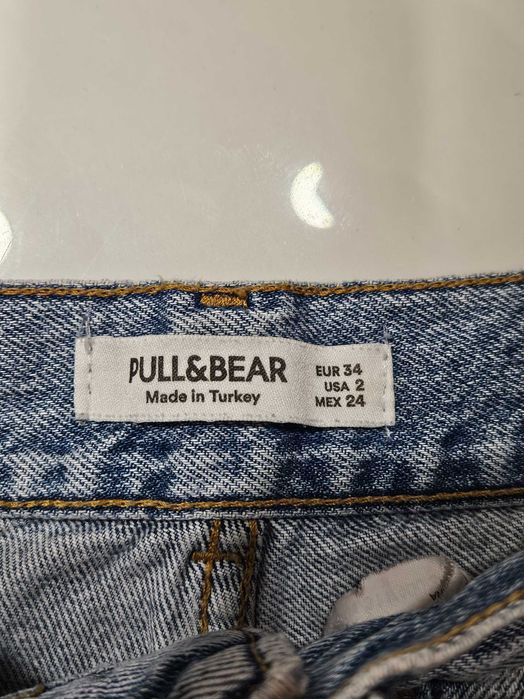 PULL&BEAR
Made in Turkey
EUR 34
USA 2
MEX 24